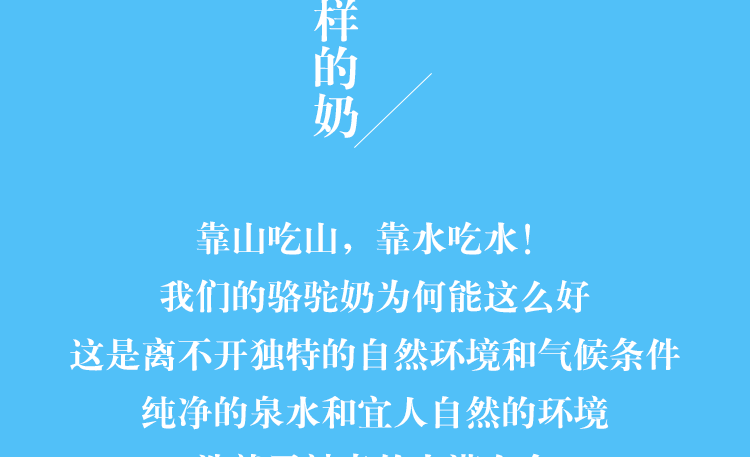 样的奶
靠山吃山，靠水吃水！
我们的骆驼奶为何能这么好
这是离不开独特的自然环境和气候条件
纯净的泉水和宜人自然的环境